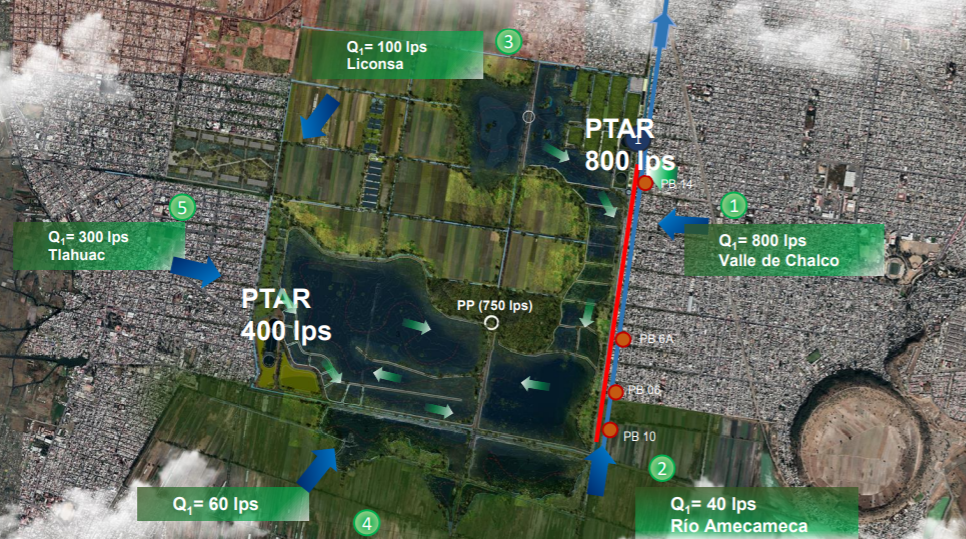 3
Q1= 100 lps
Liconsa
PTAR
1
800 lps
PB 14
5
1
Q1= 300 lps
Tlahuac
Q1= 800 lps
Valle de Chalco
PTAR
400 lps
PP (750 lps)
PB 6A
PB 06
PB 10
2
Q1= 60 lps
4
Q1= 40 lps
Río Amecameca